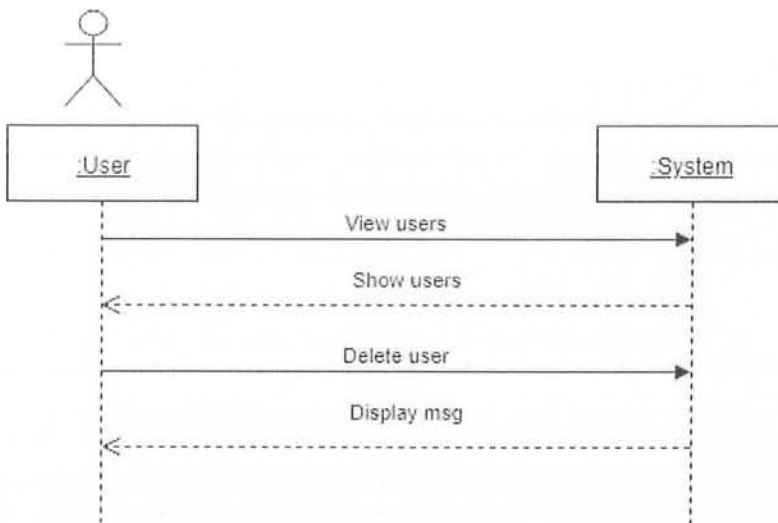 :User
:System
View users
Show users
Delete user
Display msg